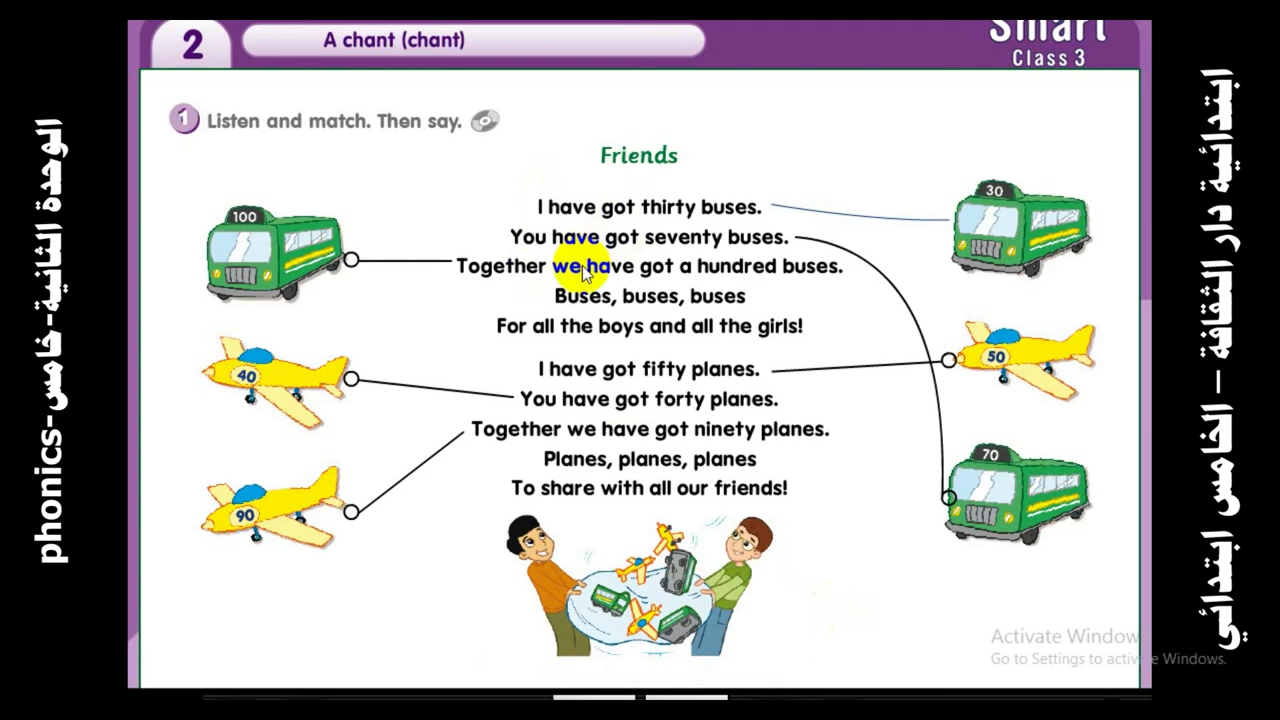 2
A chant (chant)
Smart
Class 3
1 Listen and match. Then say.
Friends
I have got thirty buses.
You have got seventy buses.
Together we have got a hundred buses.
Buses, buses, buses
For all the boys and all the girls!
I have got fifty planes.
You have got forty planes.
Together we have got ninety planes.
Planes, planes, planes
To share with all our friends!
100
40
90
30
50
70
الوحدة الثانية-خامس-phonics
ابتدائية دار الثقافة – الخامس ابتدائي
Activate Window
Go to Settings to activate Windows.